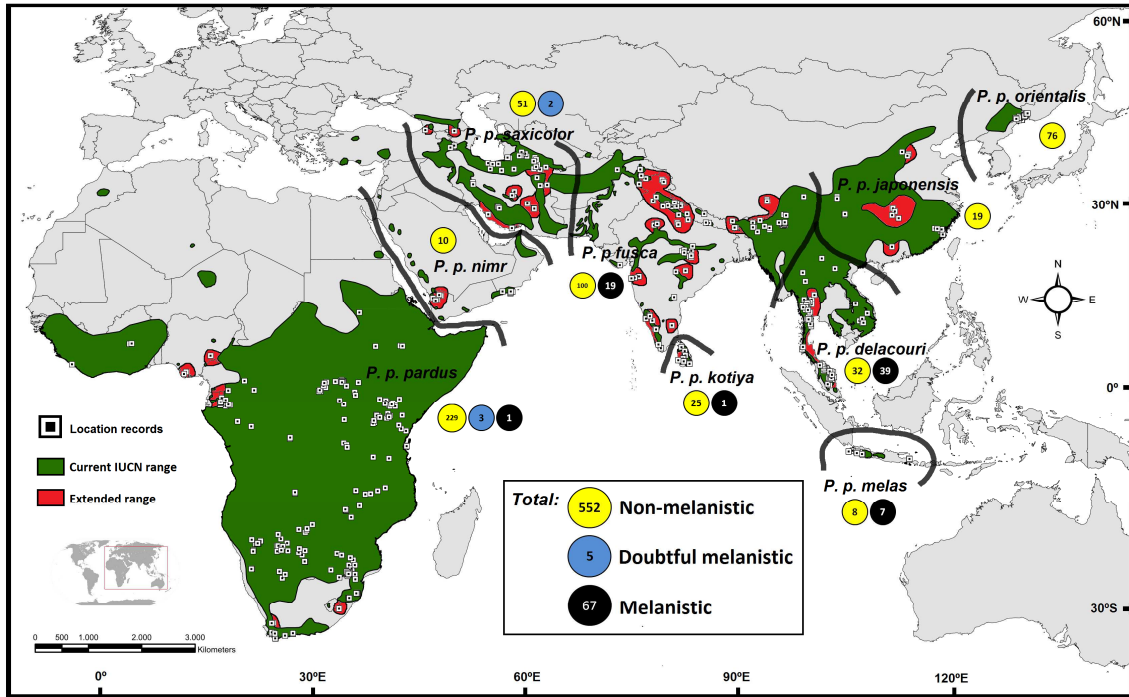 60ºN
P. p. orientalis
51
2
P. p. saxicolor
76
P. p. japonensis
30ºN
19
10
P. p. nimr
P. p fusca
100
19
N
W
E
S
P. p. delacouri
32
39
P. p. pardus
P. p. kotiya
25
1
0º
229
3
1
Location records
Current IUCN range
Extended range
P. p. melas
8
7
Total:
552
Non-melanistic
5
Doubtful melanistic
67
Melanistic
30ºS
0 500 1.000 2.000 3.000
Kilometers
0º 30ºE 60ºE 90ºE 120ºE